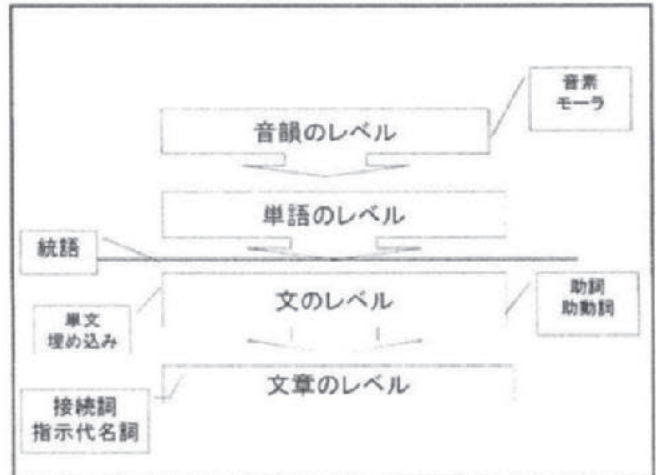 音素
モーラ
音韻のレベル
単語のレベル
統語
文のレベル
助詞
助動詞
単文
埋め込み
文章のレベル
接続詞
指示代名詞